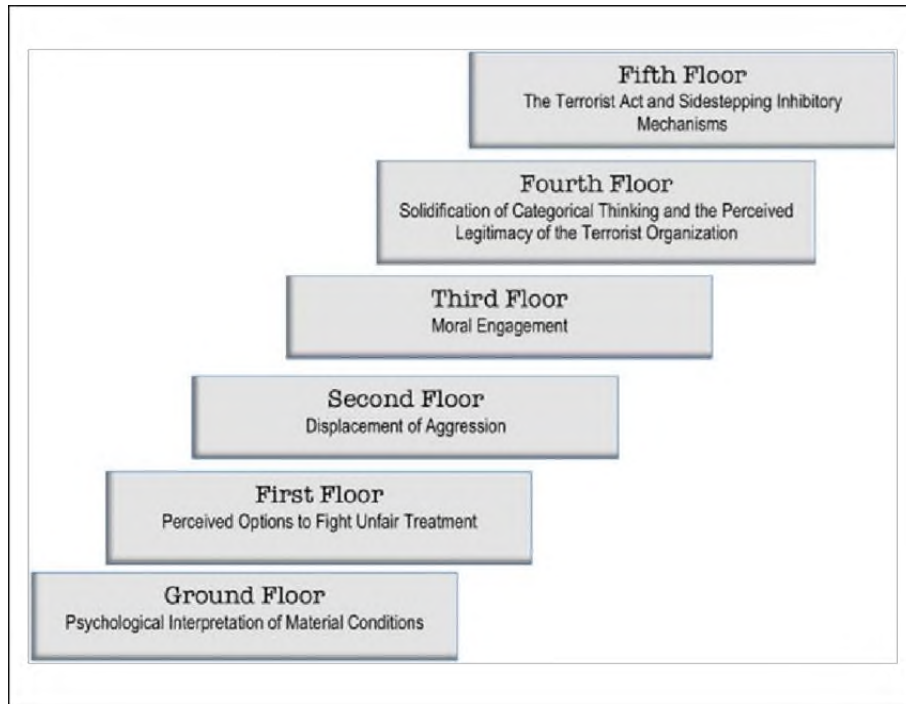 Fifth Floor
The Terrorist Act and Sidestepping Inhibitory
Mechanisms
Fourth Floor
Solidification of Categorical Thinking and the Perceived
Legitimacy of the Terrorist Organization
Third Floor
Moral Engagement
Second Floor
Displacement of Aggression
First Floor
Perceived Options to Fight Unfair Treatment
Ground Floor
Psychological Interpretation of Material Conditions